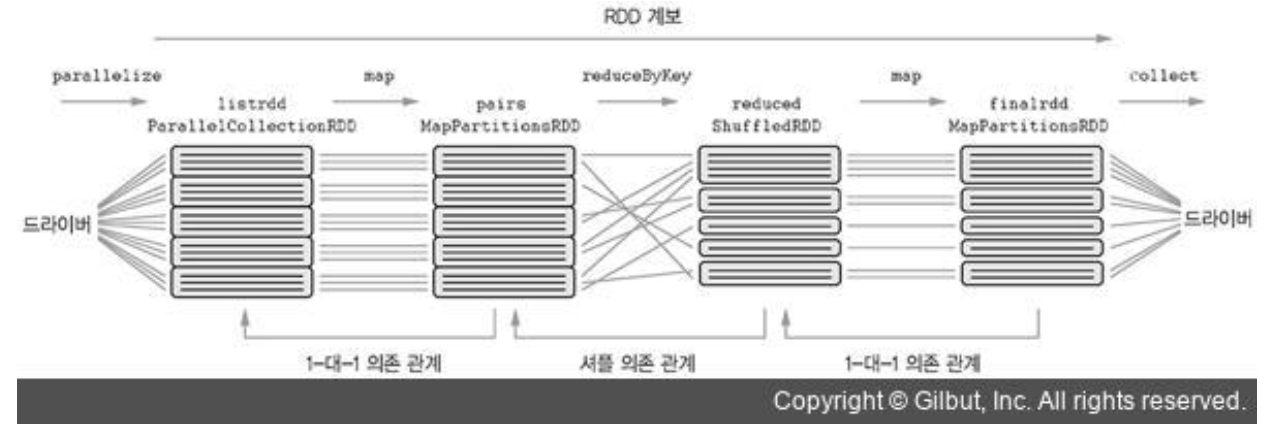 RDD 계보
parallelize map reduceByKey map collect
listrdd pairs reduced finalrdd
ParallelCollectionRDD MapPartitionsRDD ShuffledRDD MapPartitionsRDD
드라이버 드라이버
1-대-1 의존 관계 셔플 의존 관계 1-대-1 의존 관계
Copyright © Gilbut, Inc. All rights reserved.